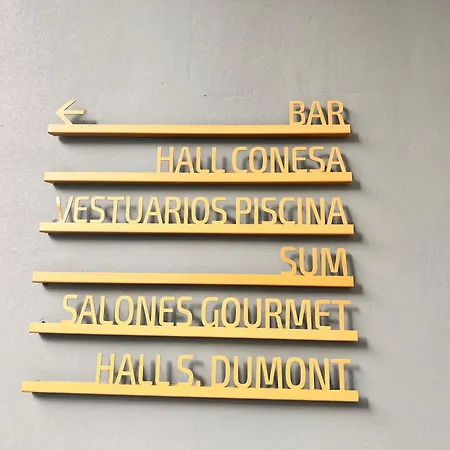 ← BAR
HALL CONESA
VESTUARIOS PISCINA
SUM
SALONES GOURMET
HALL S. DUMONT